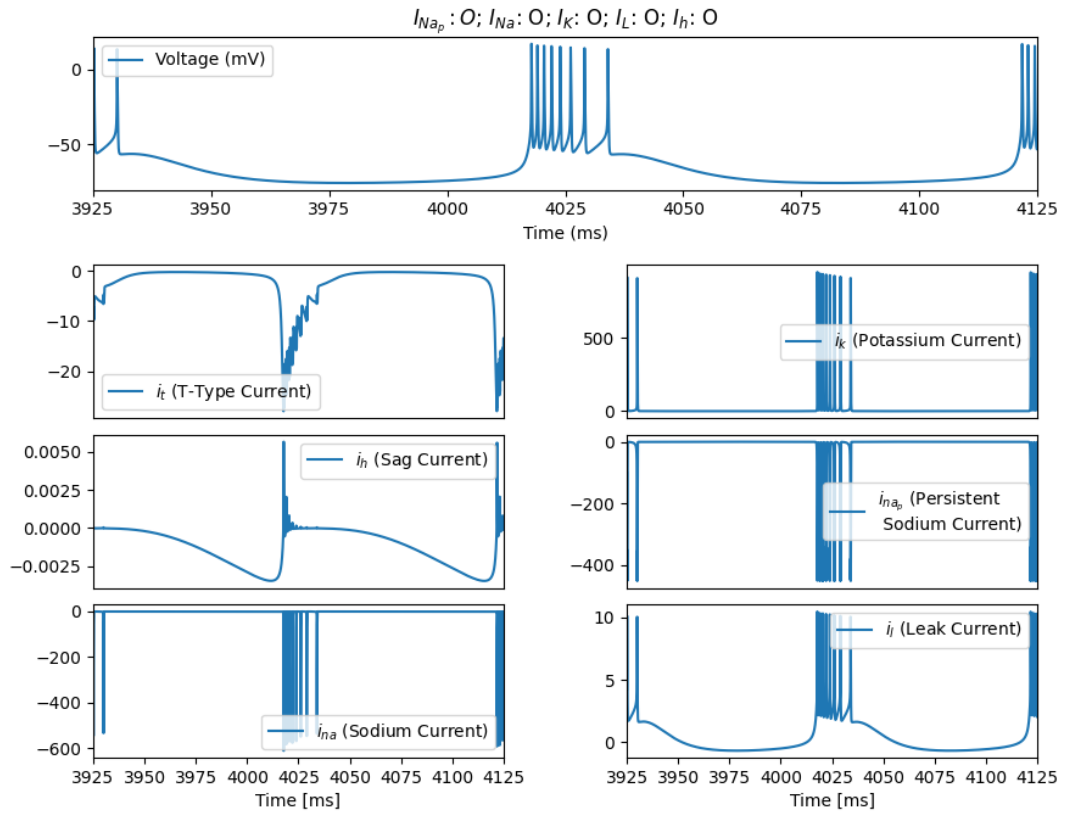 I_{Na_p}: O; I_{Na}: O; I_K: O; I_L: O; I_h: O
Voltage (mV)
0
−50
3925 3950 3975 4000 4025 4050 4075 4100 4125
Time (ms)
0
−10
−20
i_t (T-Type Current)
500
0
i_k (Potassium Current)
0.0050
0.0025
0.0000
−0.0025
i_h (Sag Current)
0
−200
−400
i_{na_p} (Persistent
Sodium Current)
0
−200
−400
−600
i_{na} (Sodium Current)
3925 3950 3975 4000 4025 4050 4075 4100 4125
Time [ms]
10
5
0
i_l (Leak Current)
3925 3950 3975 4000 4025 4050 4075 4100 4125
Time [ms]